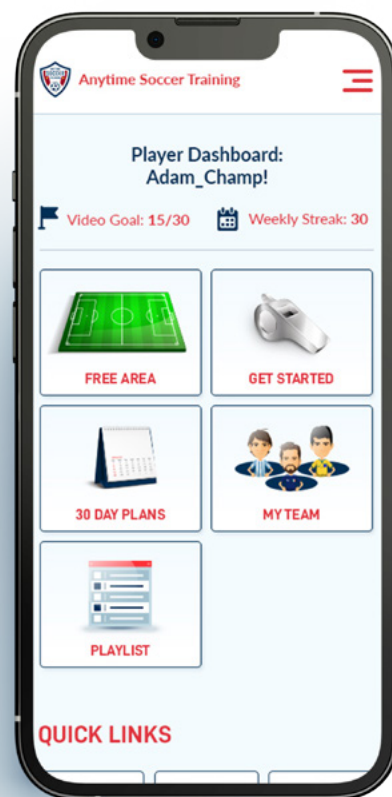 Anytime Soccer Training
Player Dashboard:
Adam_Champ!
Video Goal: 15/30
Weekly Streak: 30
FREE AREA
GET STARTED
30 DAY PLANS
MY TEAM
PLAYLIST
QUICK LINKS